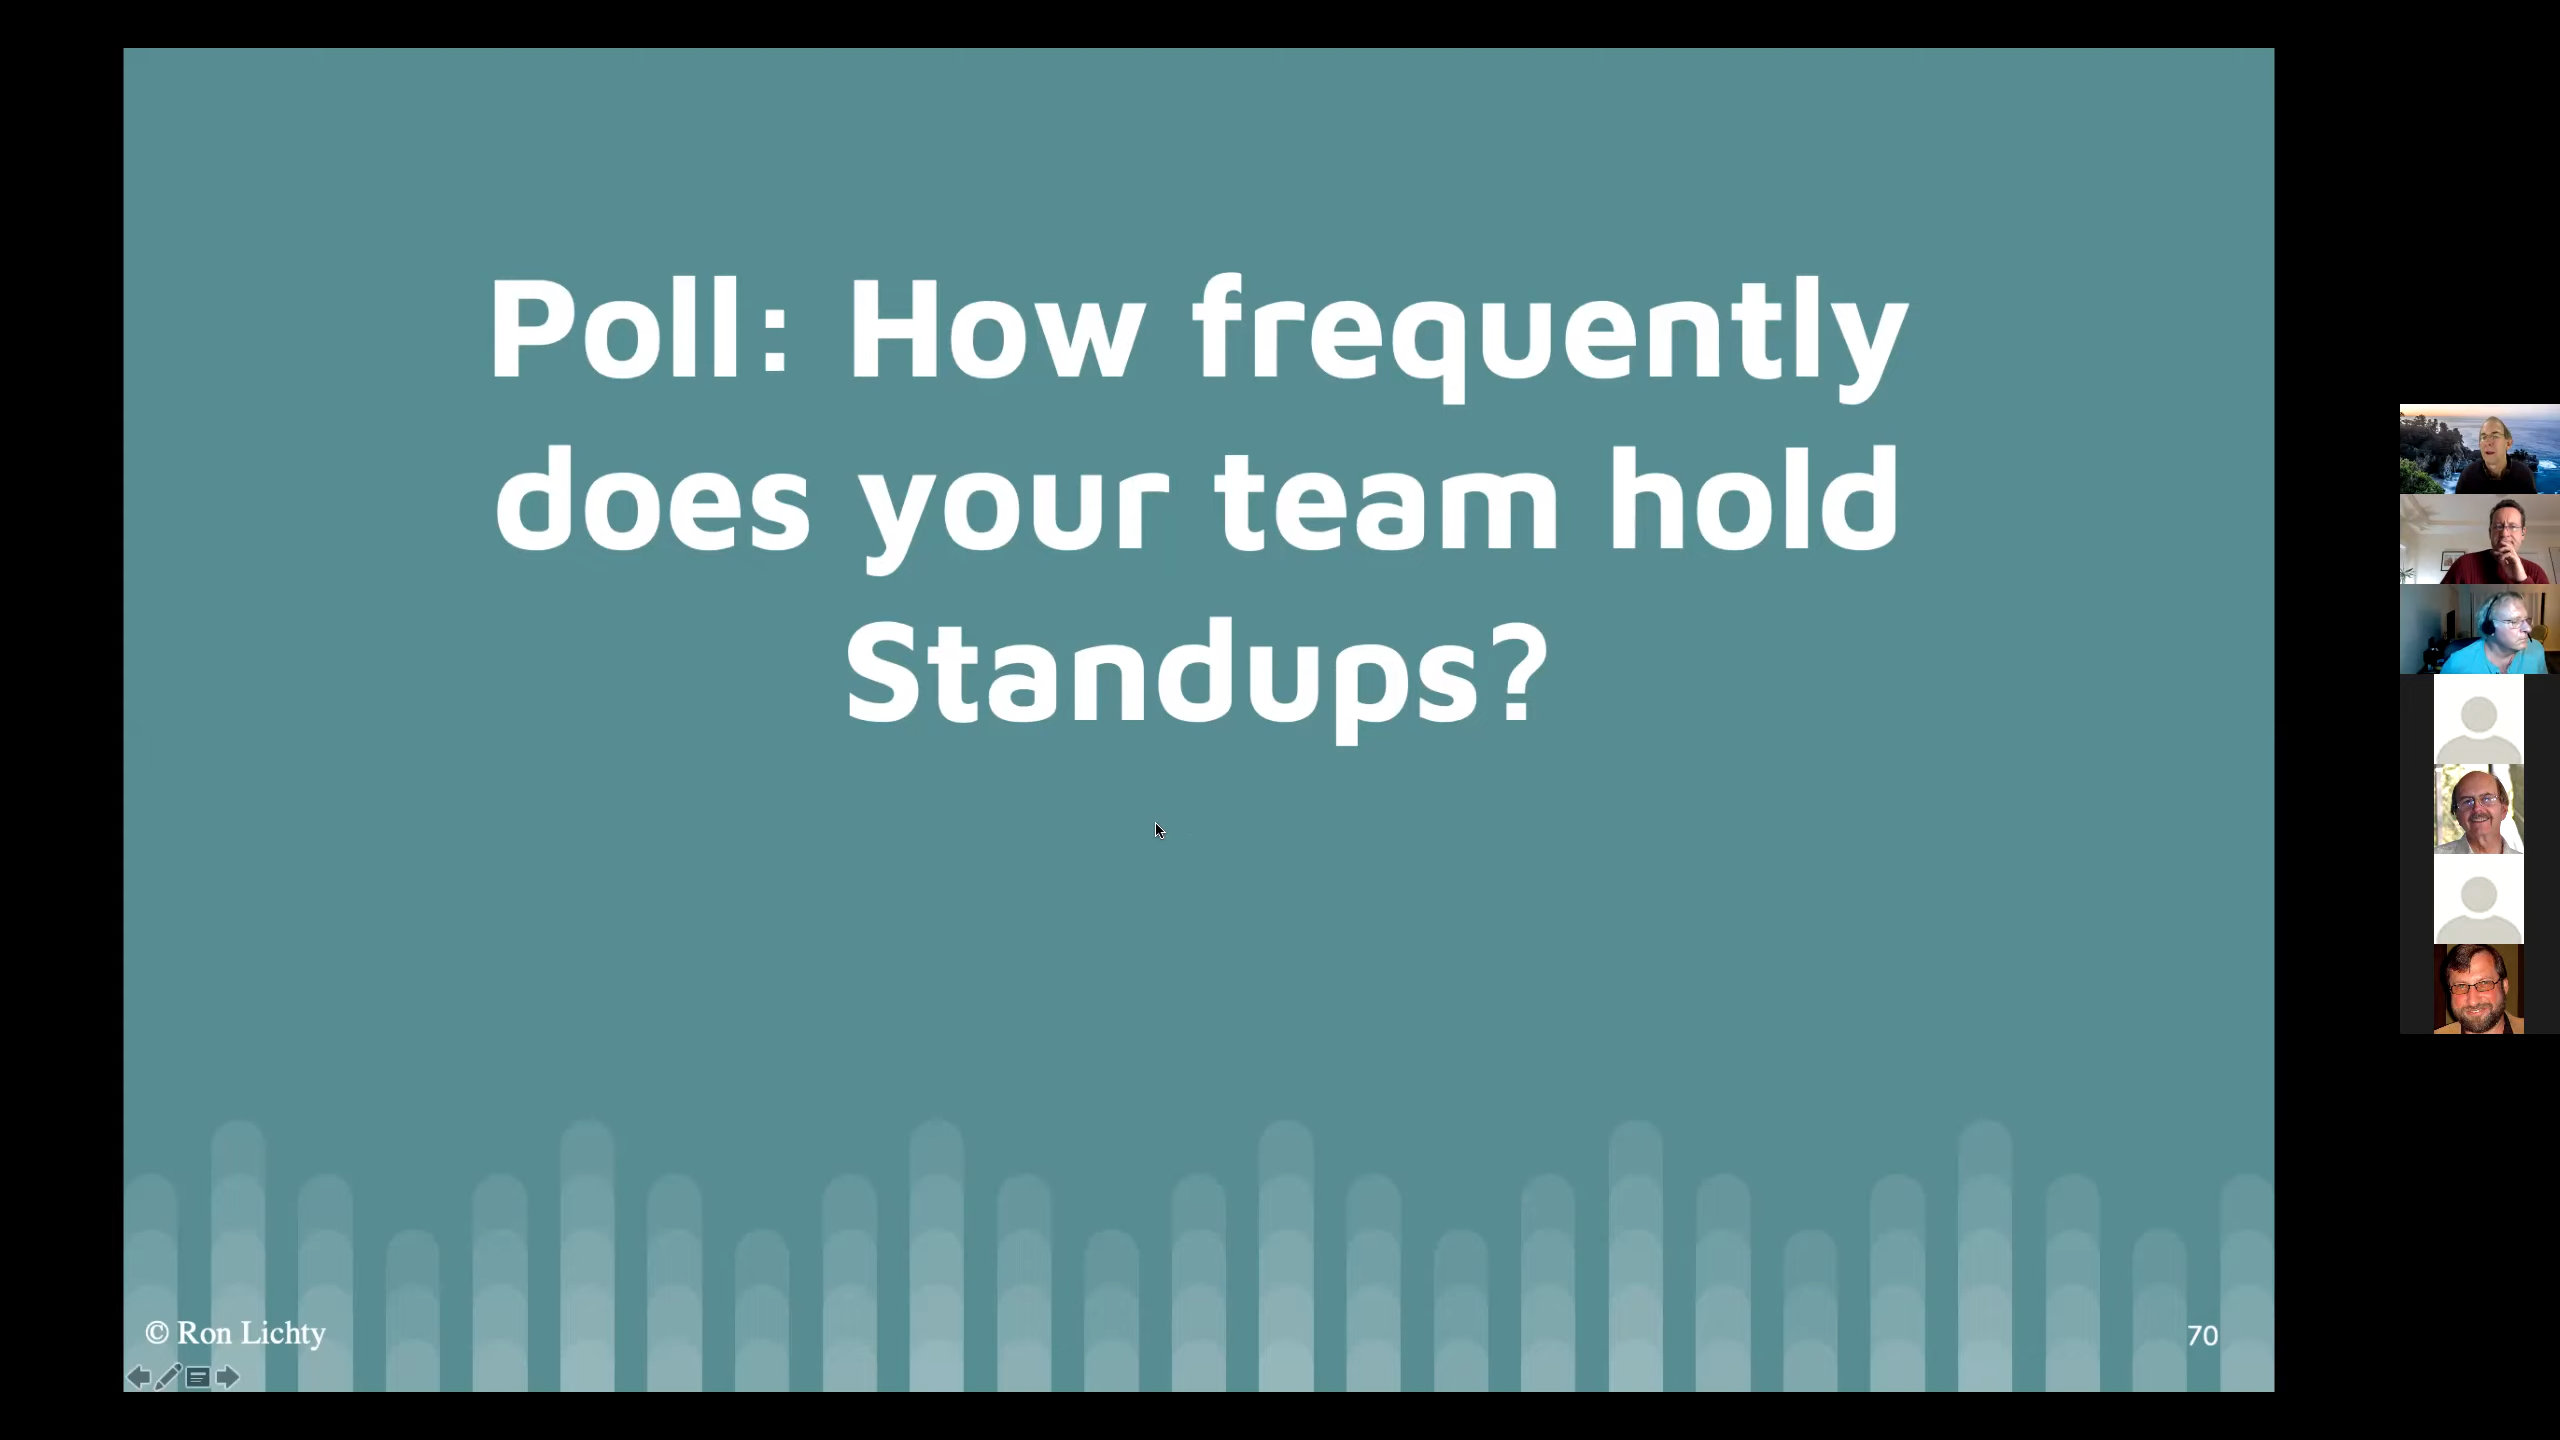 Poll: How frequently
does your team hold
Standups?
© Ron Lichty
70